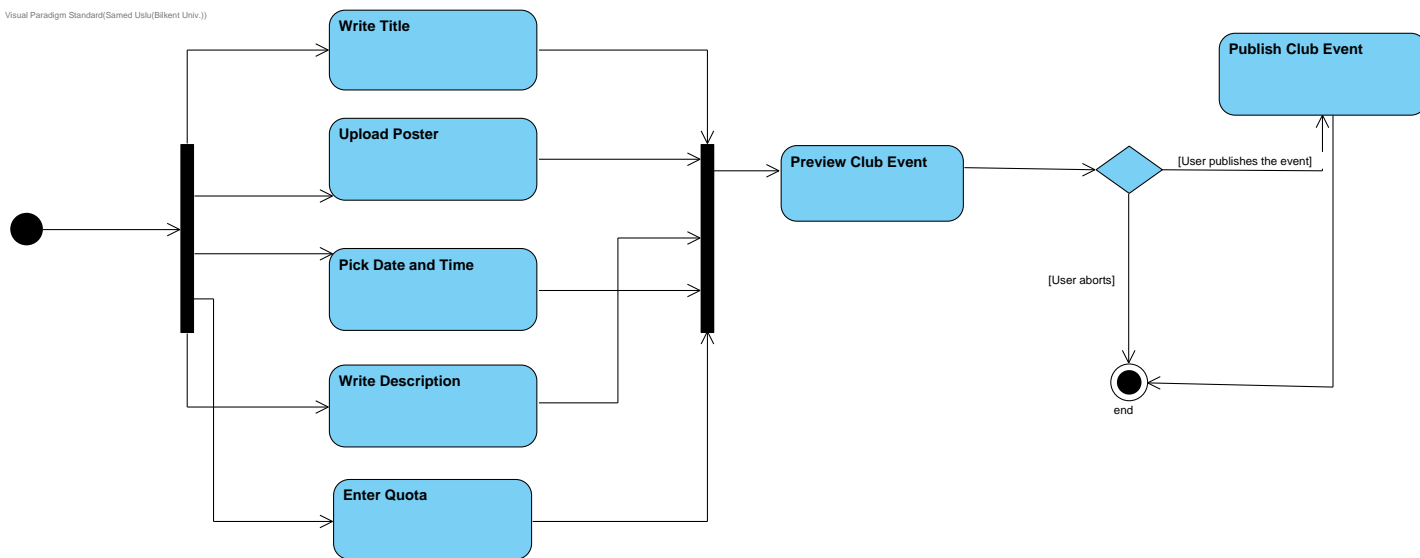 Visual Paradigm Standard(Samed Uslu(Bilkent Univ.))
Write Title
Upload Poster
Pick Date and Time
Write Description
Enter Quota
Preview Club Event
[User publishes the event]
Publish Club Event
[User aborts]
end